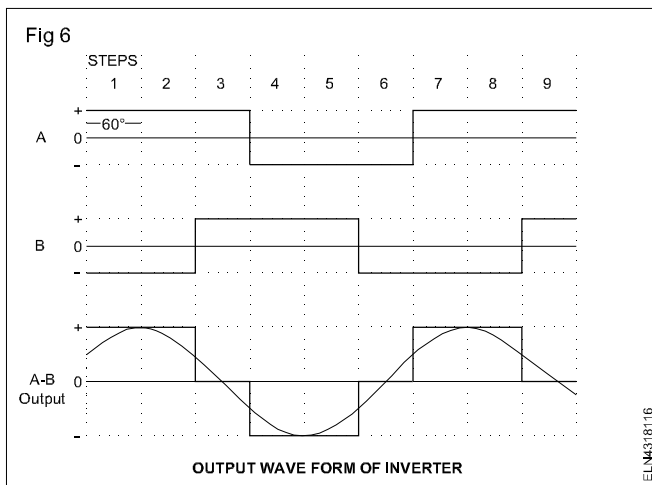 Fig 6
STEPS
1 2 3 4 5 6 7 8 9
+
60°
A 0
-
+
B 0
-
+
A-B 0
Output
-
OUTPUT WAVE FORM OF INVERTER
ELN4318116